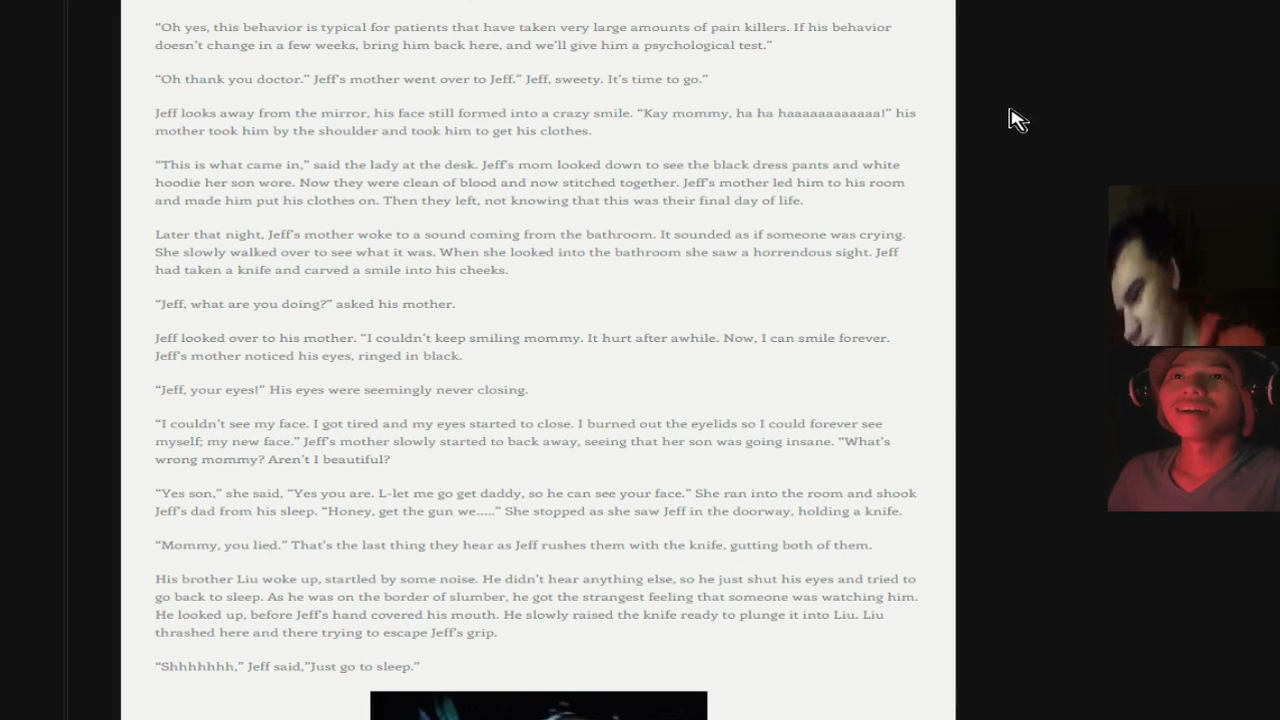 “Oh yes, this behavior is typical for patients that have taken very large amounts of pain killers. If his behavior
doesn’t change in a few weeks, bring him back here, and we’ll give him a psychological test.”
“Oh thank you doctor.” Jeff’s mother went over to Jeff.” Jeff, sweety. It’s time to go.”
Jeff looks away from the mirror, his face still formed into a crazy smile. “Kay mommy, ha ha haaaaaaaaaaaa!” his
mother took him by the shoulder and took him to get his clothes.
“This is what came in,” said the lady at the desk. Jeff’s mom looked down to see the black dress pants and white
hoodie her son wore. Now they were clean of blood and now stitched together. Jeff’s mother led him to his room
and made him put his clothes on. Then they left, not knowing that this was their final day of life.
Later that night, Jeff’s mother woke to a sound coming from the bathroom. It sounded as if someone was crying.
She slowly walked over to see what it was. When she looked into the bathroom she saw a horrendous sight. Jeff
had taken a knife and carved a smile into his cheeks.
“Jeff, what are you doing?” asked his mother.
Jeff looked over to his mother. “I couldn’t keep smiling mommy. It hurt after awhile. Now, I can smile forever.
Jeff’s mother noticed his eyes, ringed in black.
“Jeff, your eyes!” His eyes were seemingly never closing.
“I couldn’t see my face. I got tired and my eyes started to close. I burned out the eyelids so I could forever see
myself; my new face.” Jeff’s mother slowly started to back away, seeing that her son was going insane. “What’s
wrong mommy? Aren’t I beautiful?
“Yes son,” she said, “Yes you are. L-let me go get daddy, so he can see your face.” She ran into the room and shook
Jeff’s dad from his sleep. “Honey, get the gun we…..” She stopped as she saw Jeff in the doorway, holding a knife.
“Mommy, you lied.” That’s the last thing they hear as Jeff rushes them with the knife, gutting both of them.
His brother Liu woke up, startled by some noise. He didn’t hear anything else, so he just shut his eyes and tried to
go back to sleep. As he was on the border of slumber, he got the strangest feeling that someone was watching him.
He looked up, before Jeff’s hand covered his mouth. He slowly raised the knife ready to plunge it into Liu. Liu
thrashed here and there trying to escape Jeff’s grip.
“Shhhhhhh,” Jeff said,”Just go to sleep.”